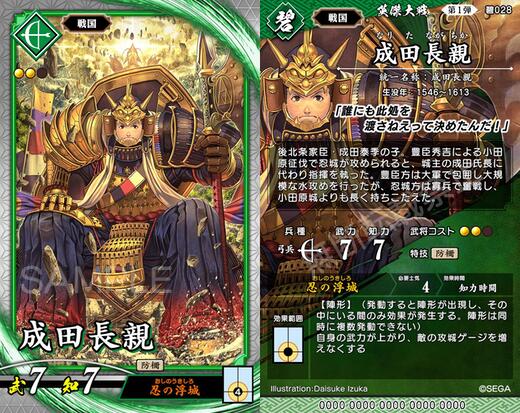 戦国
SAMPLE
成田長親
防柵
武7 知7
おしのうきしろ
忍の浮城
4
碧
戦国
英傑大戦
第1弾
碧028
なりたながちか
成田長親
統一名称:成田長親
生没年:1546~1613
「誰にも此処を
渡さねえって決めたんだ!」
後北条家臣・成田泰季の子。豊臣秀吉による小田
原征伐で忍城が攻められると、城主の成田氏長に
代わり指揮を執った。豊臣方は大軍で包囲し大規
模な水攻めを行ったが、忍城方は寡兵で奮戦し、
小田原城よりも長く持ちこたえた。
兵種 武力 知力 武将コスト
弓兵 7 7 特技 防柵
おしのうきしろ 必要士気 効果時間
忍の浮城 4 知力時間
効果範囲
【陣形】(発動すると陣形が出現し、その
中にいる間のみ効果が発生する。陣形は同
時に複数発動できない)
自身の武力が上がり、敵の攻城ゲージを増
えなくする
Illustration:Daisuke Izuka
©SEGA
0000 0000 0000 0000 0000